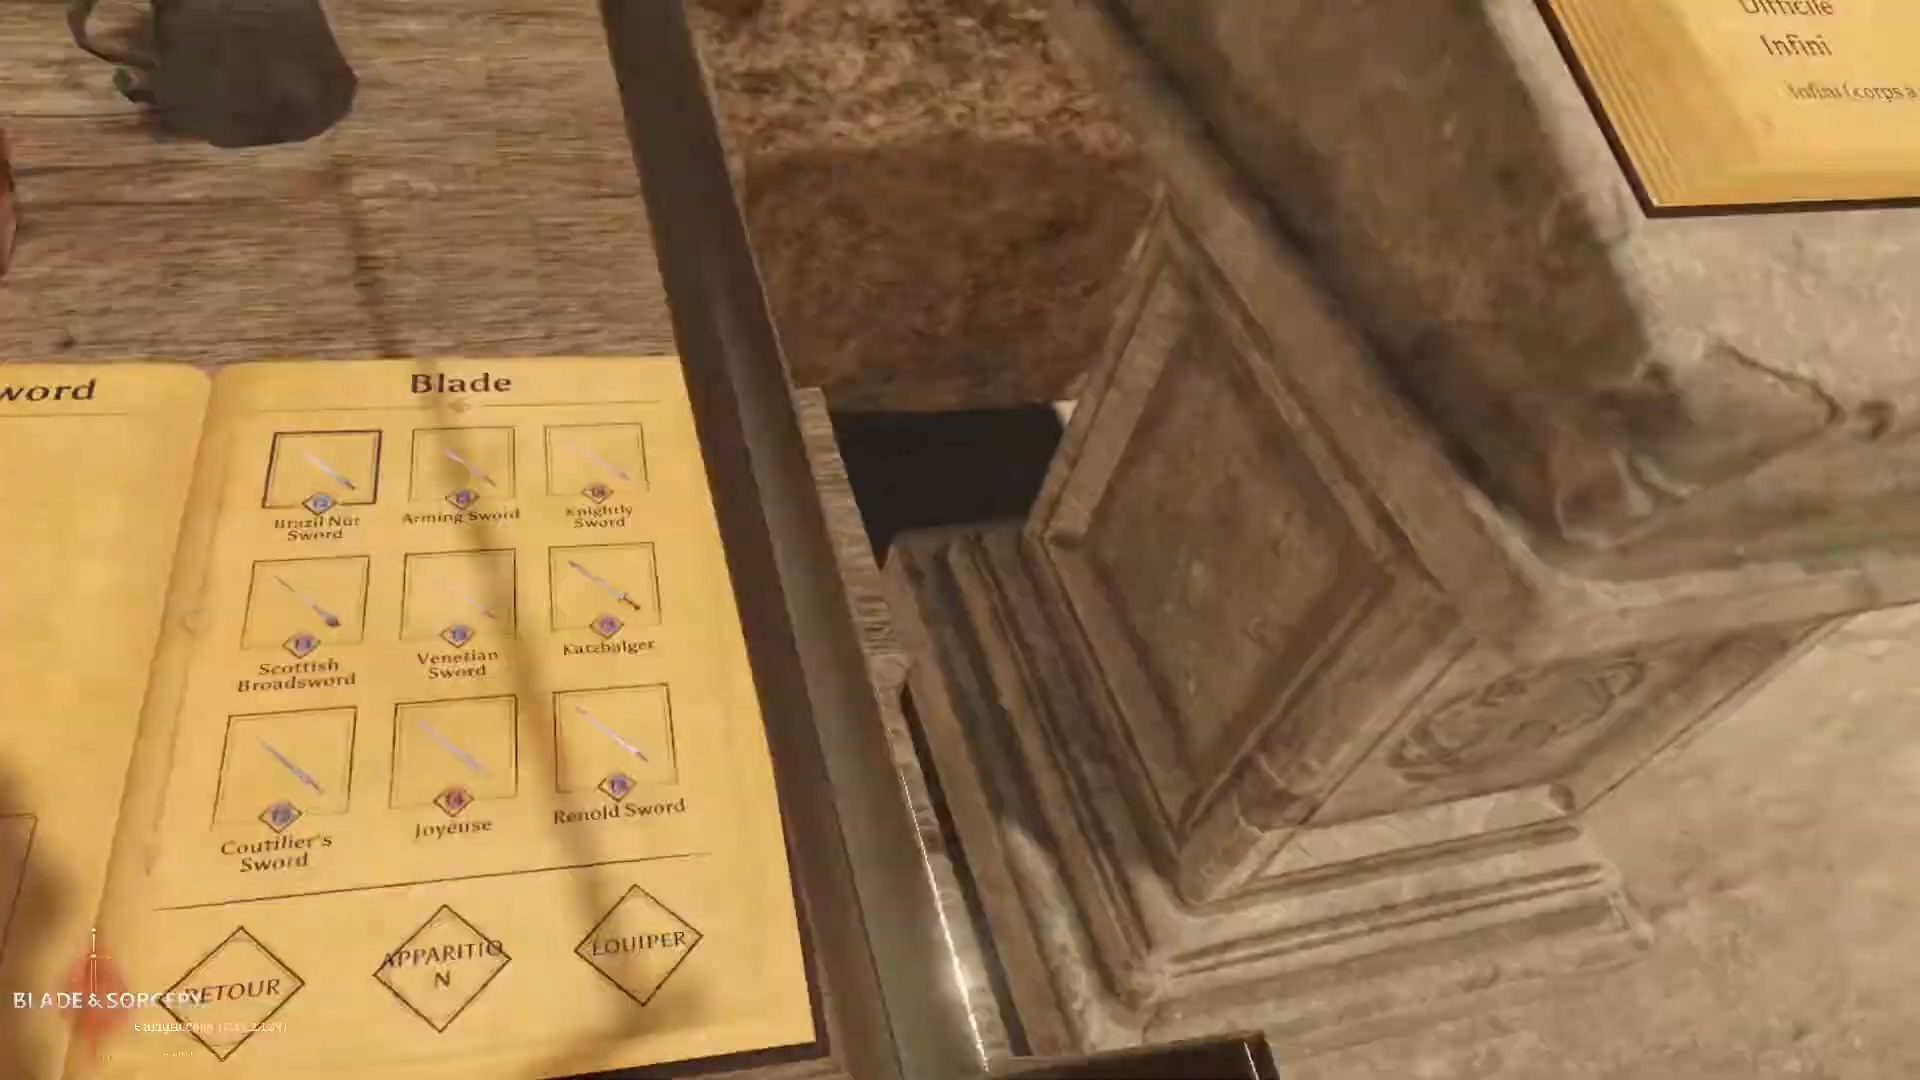 Difficile
Infini
Infini (corps à
word
Blade
Brazil Nut
Sword
Arming Sword
Knightly
Sword
Scottish
Broadsword
Venetian
Sword
Katzbalger
Coutilier's
Sword
Joyeuse
Renold Sword
RETOUR
APPARITIO
N
EQUIPER
BLADE & SORCERY